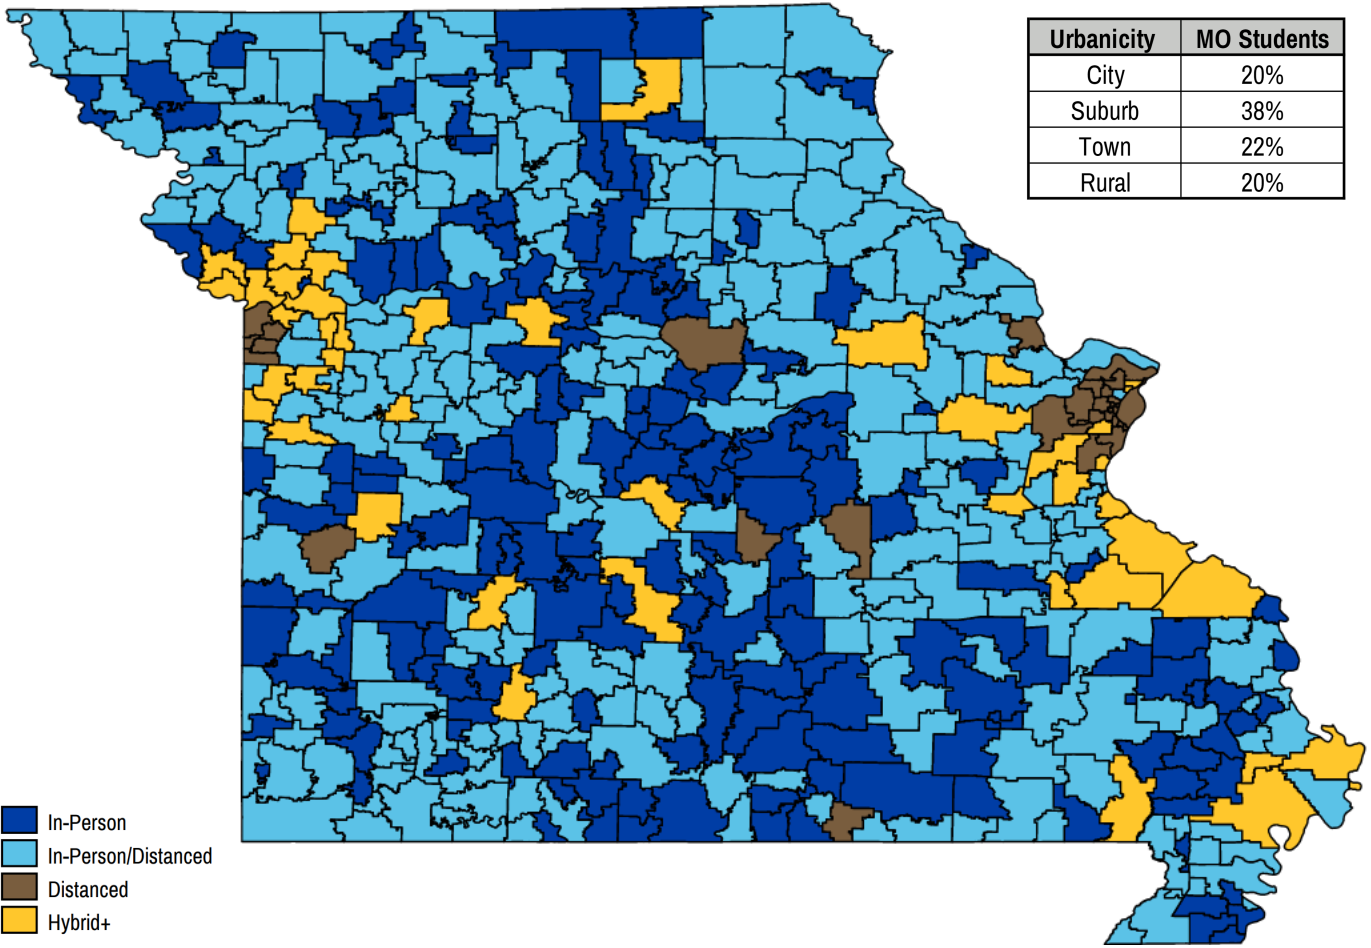 Urbanicity MO Students
City 20%
Suburb 38%
Town 22%
Rural 20%
In-Person
In-Person/Distanced
Distanced
Hybrid+